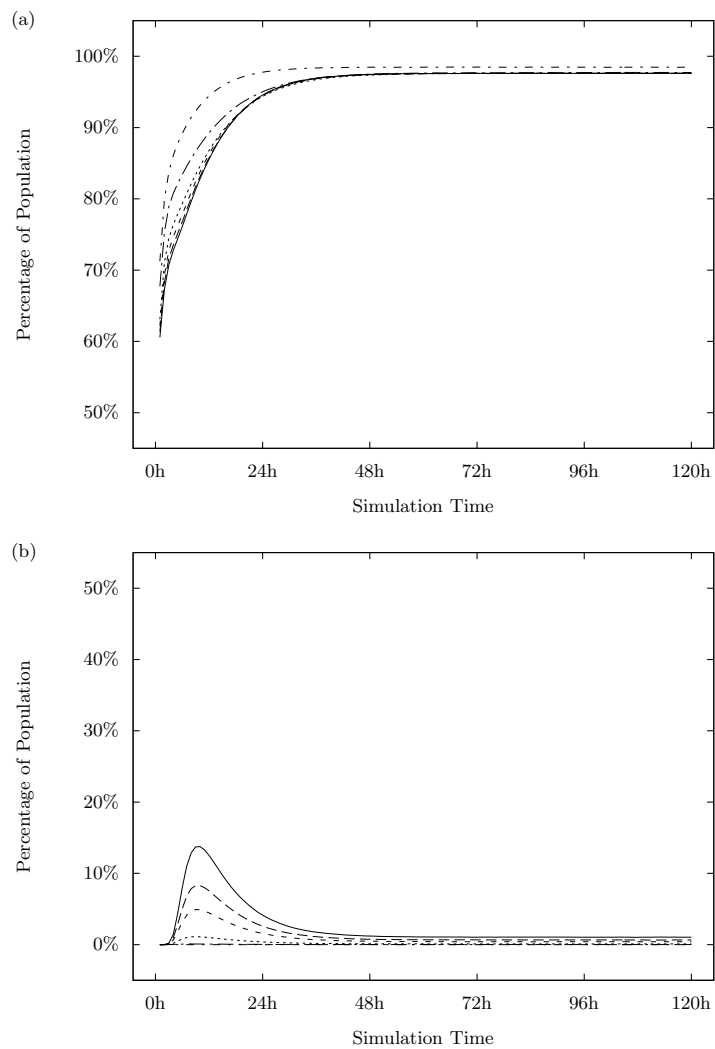 (a)
100%
90%
80%
70%
60%
50%
Percentage of Population
0h 24h 48h 72h 96h 120h
Simulation Time
(b)
50%
40%
30%
20%
10%
0%
Percentage of Population
0h 24h 48h 72h 96h 120h
Simulation Time